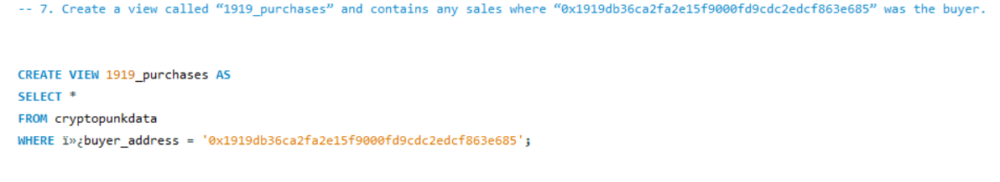 -- 7. Create a view called “1919_purchases” and contains any sales where “0x1919db36ca2fa2e15f9000fd9cdc2edcf863e685” was the buyer.
CREATE VIEW 1919_purchases AS
SELECT *
FROM cryptopunkdata
WHERE ï»¿buyer_address = '0x1919db36ca2fa2e15f9000fd9cdc2edcf863e685';